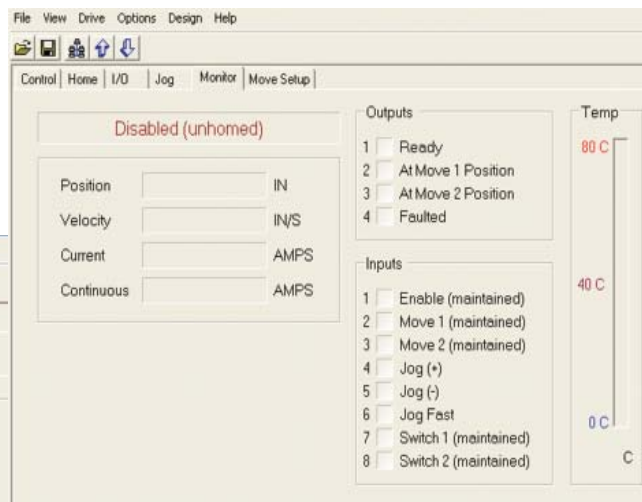 File View Drive Options Design Help
Control Home I/O Jog Monitor Move Setup
Disabled (unhomed)
Position IN
Velocity IN/S
Current AMPS
Continuous AMPS
Outputs
1 Ready
2 At Move 1 Position
3 At Move 2 Position
4 Faulted
Inputs
1 Enable (maintained)
2 Move 1 (maintained)
3 Move 2 (maintained)
4 Jog (+)
5 Jog (-)
6 Jog Fast
7 Switch 1 (maintained)
8 Switch 2 (maintained)
Temp
80 C
40 C
0 C
C